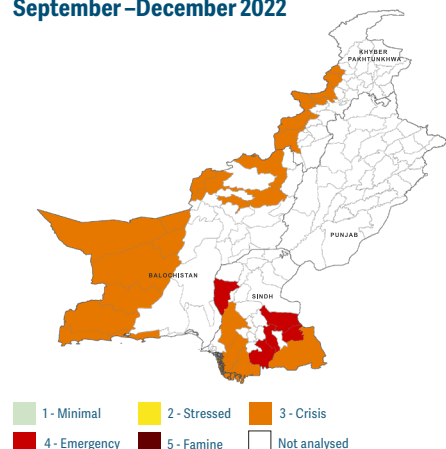 September –December 2022
KHYBER
PAKHTUNKHWA
PUNJAB
BALOCHISTAN
SINDH
1 - Minimal
2 - Stressed
3 - Crisis
4 - Emergency
5 - Famine
Not analysed